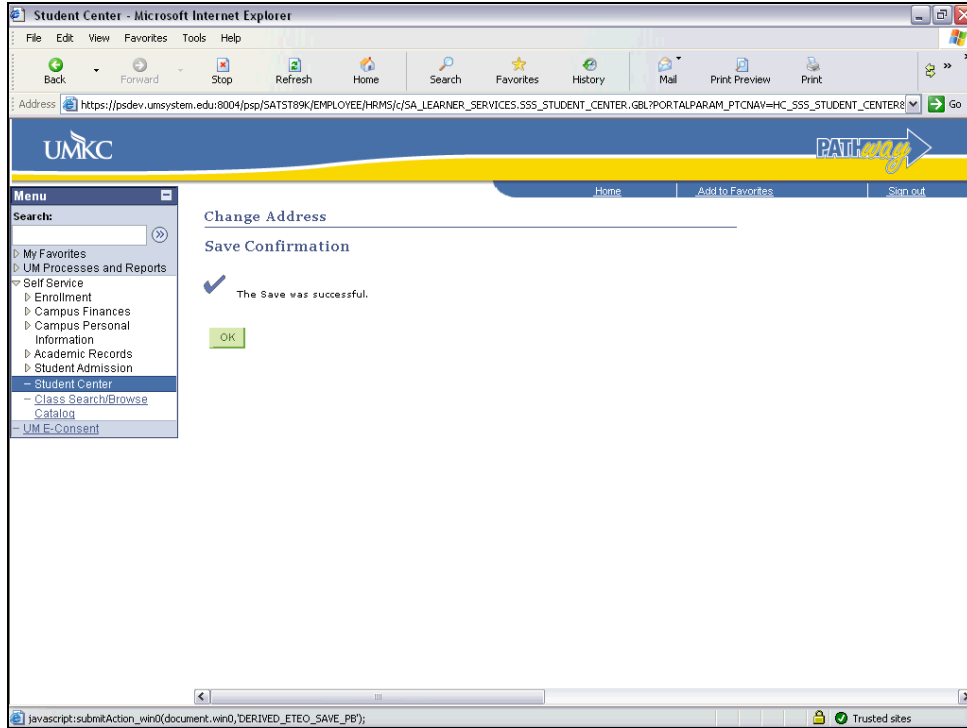 Student Center - Microsoft Internet Explorer
File Edit View Favorites Tools Help
Back Forward Stop Refresh Home Search Favorites History Mail Print Preview Print
Address https://psdev.umsystem.edu:8004/psp/SATST89K/EMPLOYEE/HRMS/c/SA_LEARNER_SERVICES.SSS_STUDENT_CENTER.GBL?PORTALPARAM_PTCNAV=HC_SSS_STUDENT_CENTER& Go
UMKC PATHway
Home Add to Favorites Sign out
Menu
Search:
My Favorites
UM Processes and Reports
Self Service
Enrollment
Campus Finances
Campus Personal
Information
Academic Records
Student Admission
– Student Center
– Class Search/Browse
Catalog
– UM E-Consent
Change Address
Save Confirmation
The Save was successful.
OK
javascript:submitAction_win0(document.win0,'DERIVED_ETEO_SAVE_PB'); Trusted sites